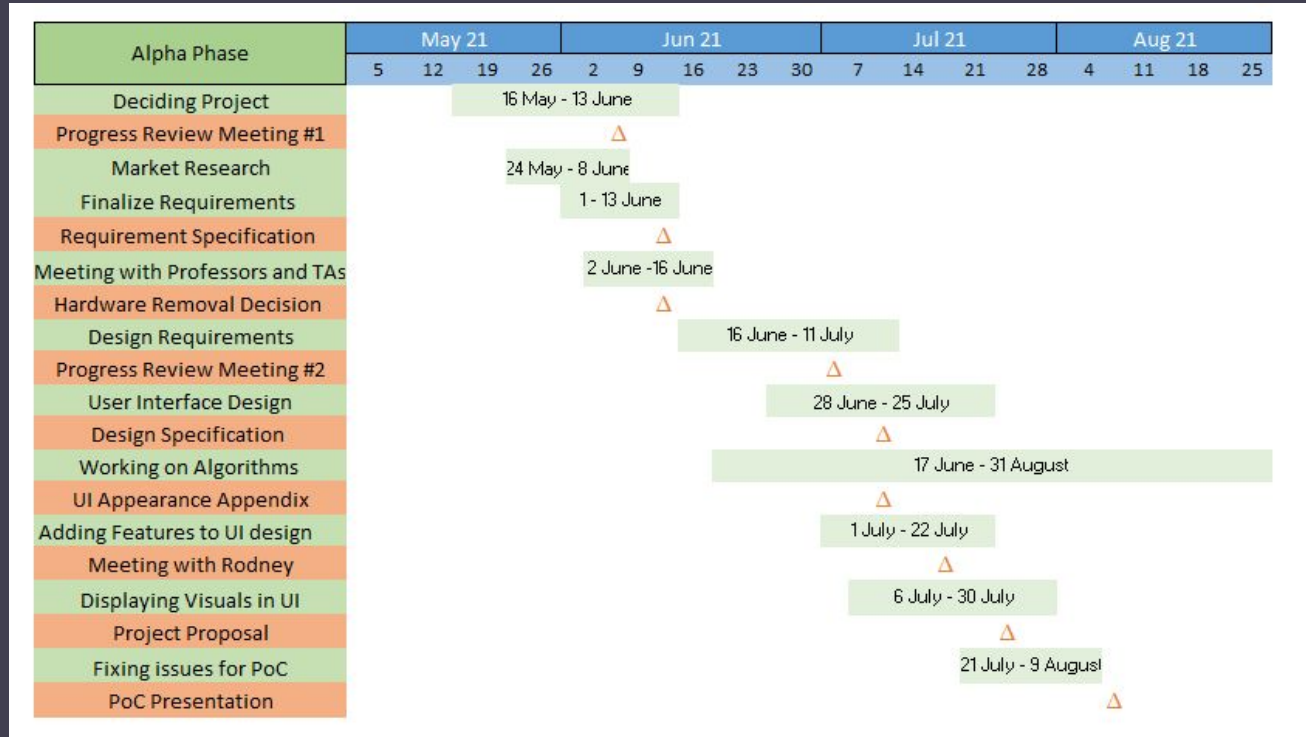 Alpha Phase May 21 Jun 21 Jul 21 Aug 21
5 12 19 26 2 9 16 23 30 7 14 21 28 4 11 18 25
Deciding Project 16 May - 13 June
Progress Review Meeting #1 Δ
Market Research 24 May - 8 June
Finalize Requirements 1 - 13 June
Requirement Specification Δ
Meeting with Professors and TAs 2 June -16 June
Hardware Removal Decision Δ
Design Requirements 16 June - 11 July
Progress Review Meeting #2 Δ
User Interface Design 28 June - 25 July
Design Specification Δ
Working on Algorithms 17 June - 31 August
UI Appearance Appendix Δ
Adding Features to UI design 1 July - 22 July
Meeting with Rodney Δ
Displaying Visuals in UI 6 July - 30 July
Project Proposal Δ
Fixing issues for PoC 21 July - 9 August
PoC Presentation Δ